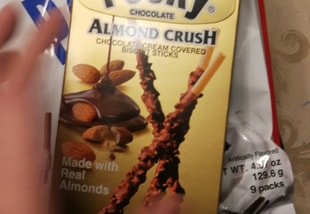 Pocky
CHOCOLATE
ALMOND CRUSH
CHOCOLATE CREAM COVERED
BISCUIT STICKS
Made with
Real
Almonds
Artificially Flavored
T WT. 4.57 oz
129.6 g
9 packs